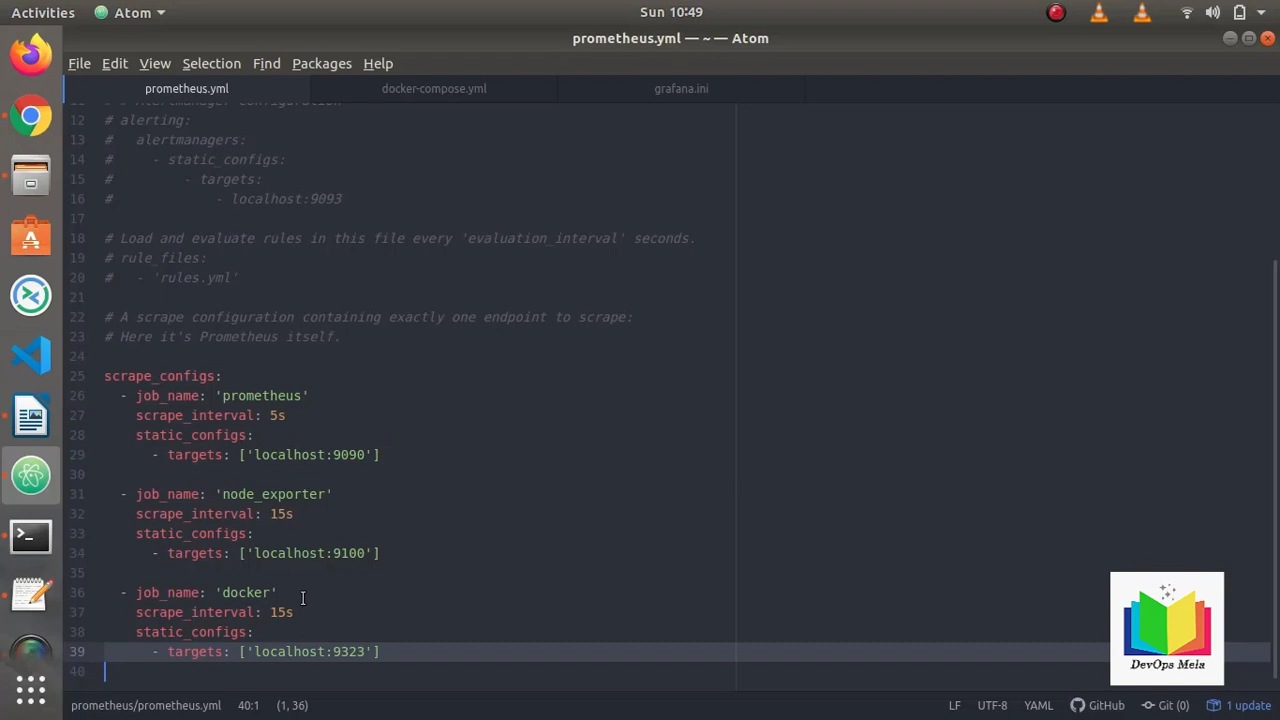 Activities
Atom
Sun 10:49
prometheus.yml — ~ — Atom
File Edit View Selection Find Packages Help
prometheus.yml
docker-compose.yml
grafana.ini
12 # alerting:
13 #   alertmanagers:
14 #     - static_configs:
15 #         - targets:
16 #             - localhost:9093
17
18 # Load and evaluate rules in this file every 'evaluation_interval' seconds.
19 # rule_files:
20 #   - 'rules.yml'
21
22 # A scrape configuration containing exactly one endpoint to scrape:
23 # Here it's Prometheus itself.
24
25 scrape_configs:
26   - job_name: 'prometheus'
27     scrape_interval: 5s
28     static_configs:
29       - targets: ['localhost:9090']
30
31   - job_name: 'node_exporter'
32     scrape_interval: 15s
33     static_configs:
34       - targets: ['localhost:9100']
35
36   - job_name: 'docker'
37     scrape_interval: 15s
38     static_configs:
39       - targets: ['localhost:9323']
40
DevOps Mela
prometheus/prometheus.yml 40:1 (1, 36)
LF UTF-8 YAML GitHub Git (0) 1 update